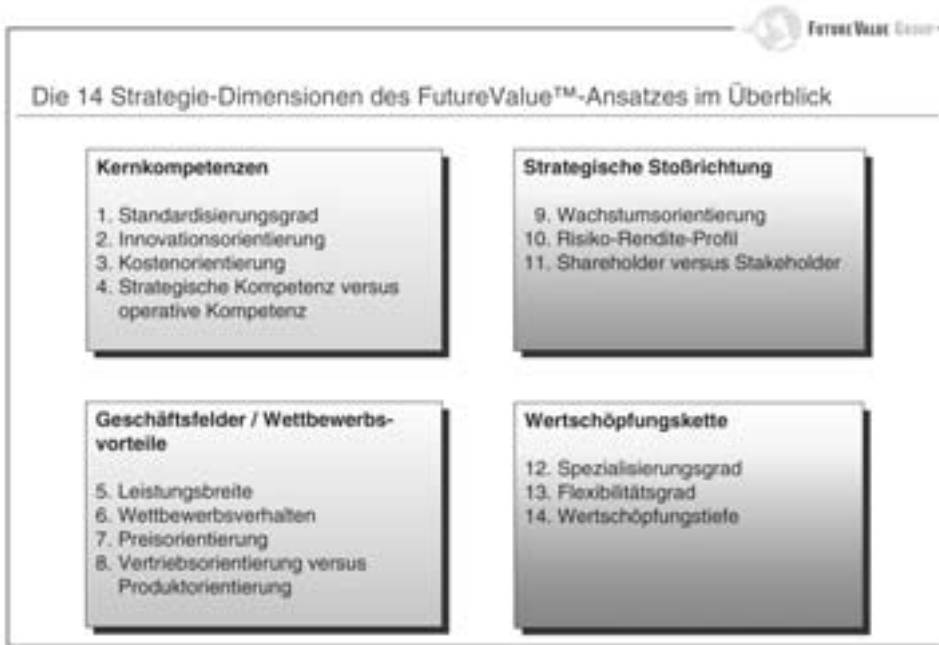 FUTURE VALUE GROUP
Die 14 Strategie-Dimensionen des FutureValue™-Ansatzes im Überblick
Kernkompetenzen
1. Standardisierungsgrad
2. Innovationsorientierung
3. Kostenorientierung
4. Strategische Kompetenz versus
operative Kompetenz
Strategische Stoßrichtung
9. Wachstumsorientierung
10. Risiko-Rendite-Profil
11. Shareholder versus Stakeholder
Geschäftsfelder / Wettbewerbs-
vorteile
5. Leistungsbreite
6. Wettbewerbsverhalten
7. Preisorientierung
8. Vertriebsorientierung versus
Produktorientierung
Wertschöpfungskette
12. Spezialisierungsgrad
13. Flexibilitätsgrad
14. Wertschöpfungstiefe